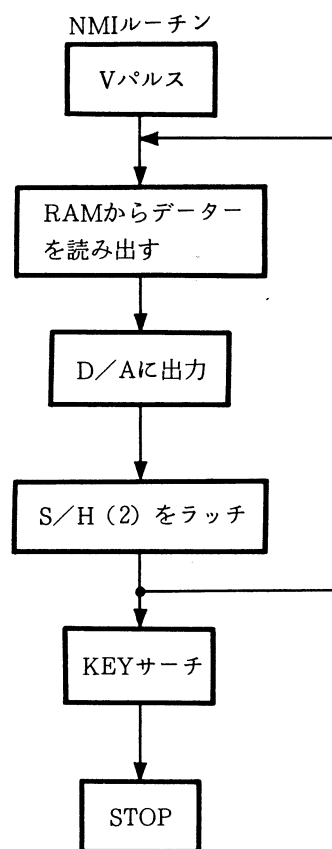 NMIルーチン
Vパルス
RAMからデーター
を読み出す
D／Aに出力
S／H（2）をラッチ
KEYサーチ
STOP